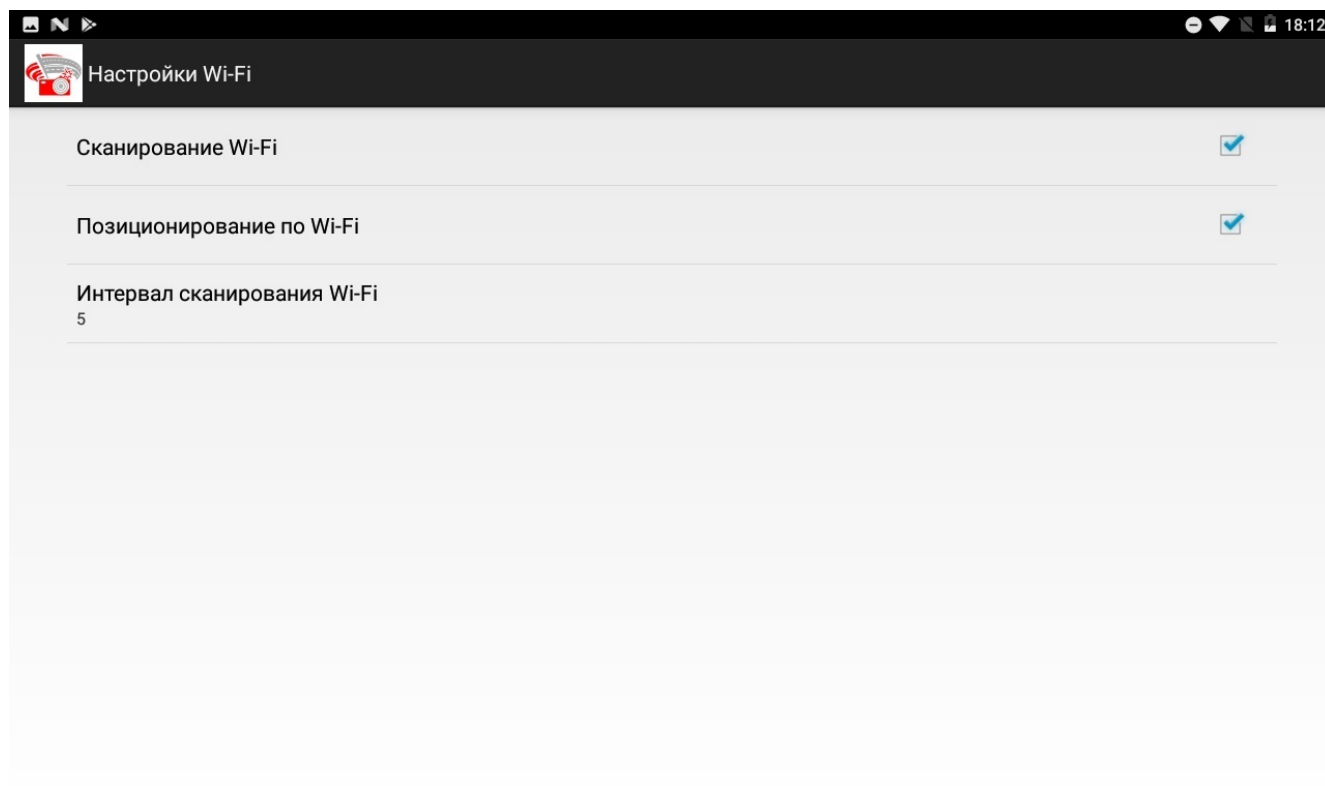 18:12
Настройки Wi-Fi
Сканирование Wi-Fi
Позиционирование по Wi-Fi
Интервал сканирования Wi-Fi
5